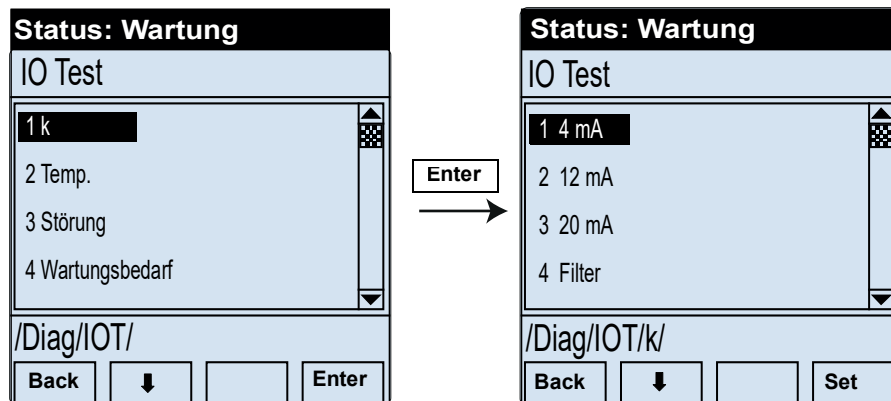 Status: Wartung
IO Test
1 k
2 Temp.
3 Störung
4 Wartungsbedarf
/Diag/IOT/
Back
Enter
Enter
Status: Wartung
IO Test
1 4 mA
2 12 mA
3 20 mA
4 Filter
/Diag/IOT/k/
Back
Set